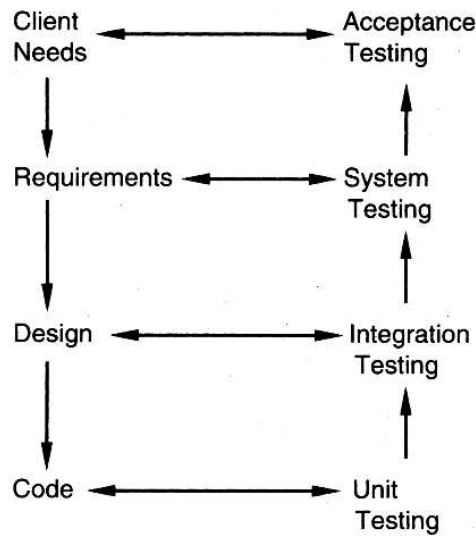 Client
Needs
Acceptance
Testing
Requirements
System
Testing
Design
Integration
Testing
Code
Unit
Testing